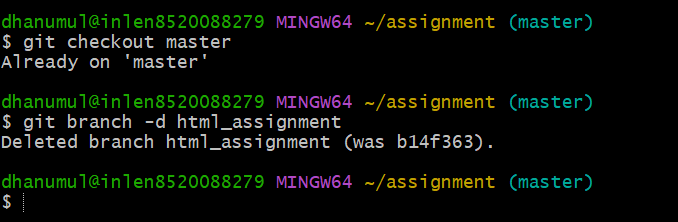 dhanumul@inlen8520088279 MINGW64 ~/assignment (master)
$ git checkout master
Already on 'master'
dhanumul@inlen8520088279 MINGW64 ~/assignment (master)
$ git branch -d html_assignment
Deleted branch html_assignment (was b14f363).
dhanumul@inlen8520088279 MINGW64 ~/assignment (master)
$